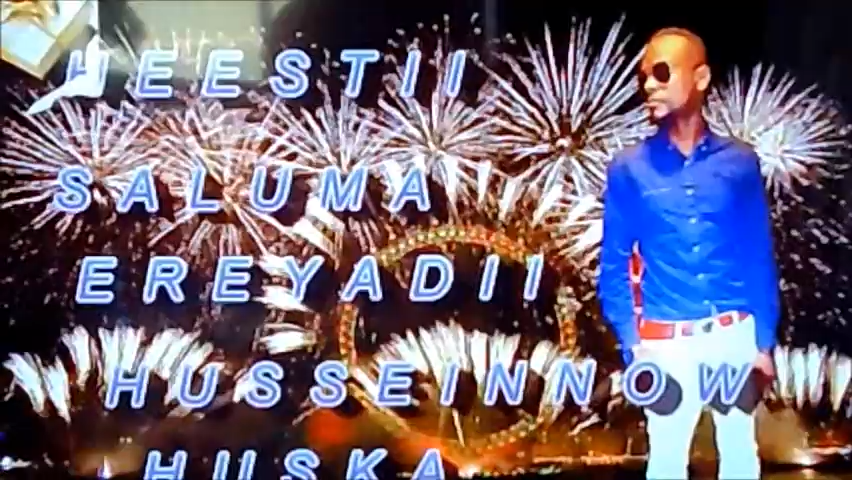 HEESTII
SALUMA
EREYADII
HUSSEINNOW
HUSKA